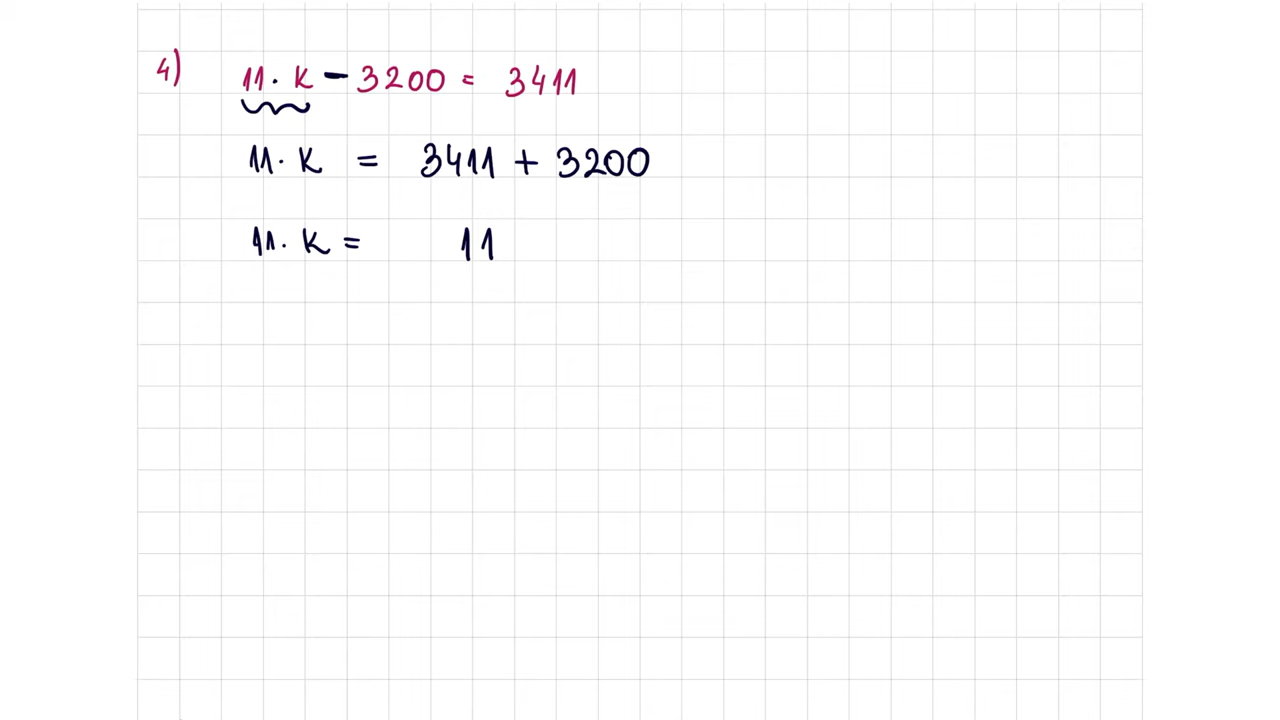 4) 11 · k - 3200 = 3411
11 · k = 3411 + 3200
11 · k = 11